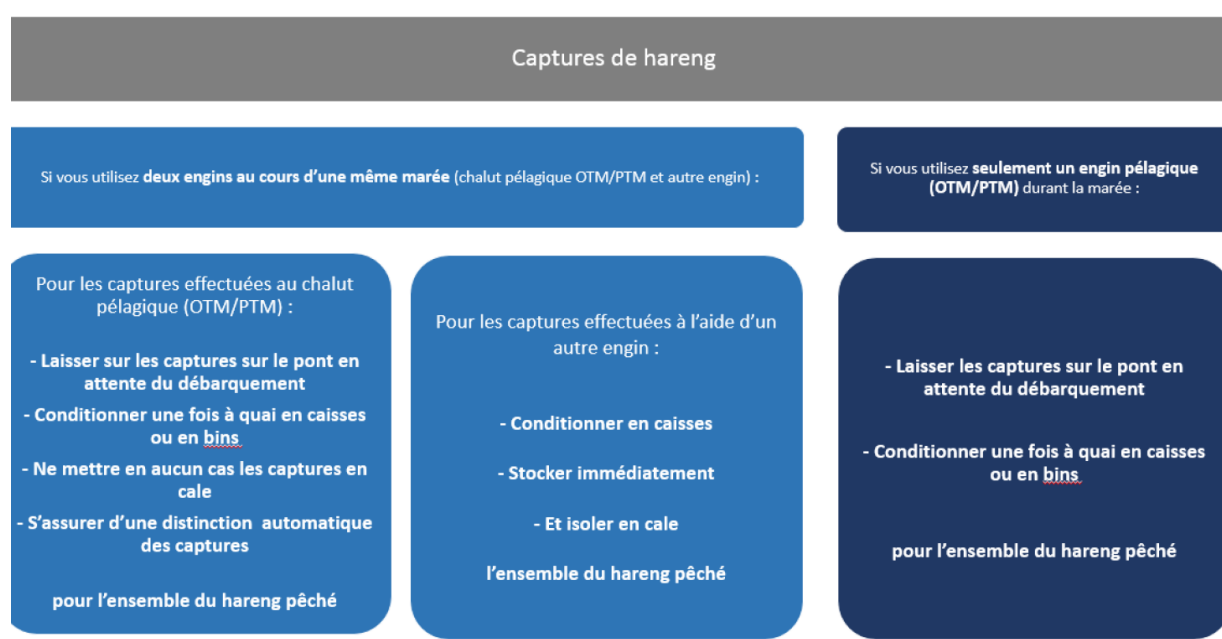 Captures de hareng
Si vous utilisez deux engins au cours d’une même marée (chalut pélagique OTM/PTM et autre engin) :
Si vous utilisez seulement un engin pélagique
(OTM/PTM) durant la marée :
Pour les captures effectuées au chalut
pélagique (OTM/PTM) :
- Laisser sur les captures sur le pont en
attente du débarquement
- Conditionner une fois à quai en caisses
ou en bins
- Ne mettre en aucun cas les captures en
cale
- S’assurer d’une distinction automatique
des captures
pour l’ensemble du hareng pêché
Pour les captures effectuées à l’aide d’un
autre engin :
- Conditionner en caisses
- Stocker immédiatement
- Et isoler en cale
l’ensemble du hareng pêché
- Laisser les captures sur le pont en
attente du débarquement
- Conditionner une fois à quai en caisses
ou en bins
pour l’ensemble du hareng pêché